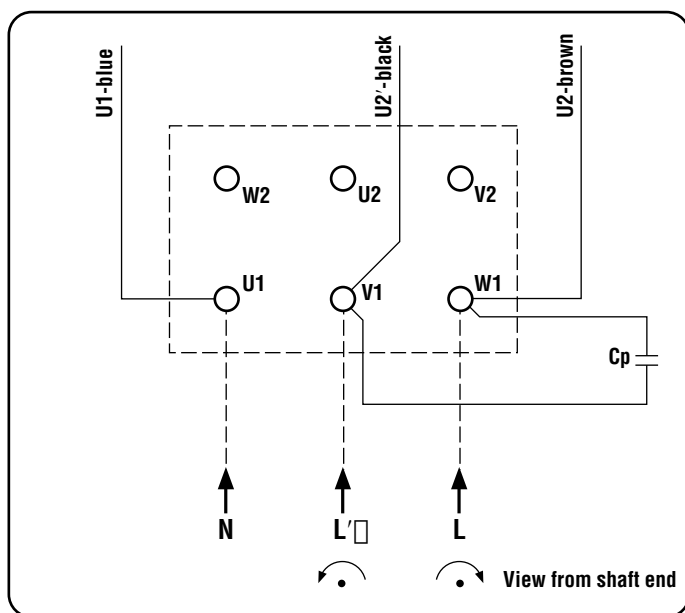 U1-blue
U2′-black
U2-brown
W2
U2
V2
U1
V1
W1
Cp
N
L′▯
L
View from shaft end